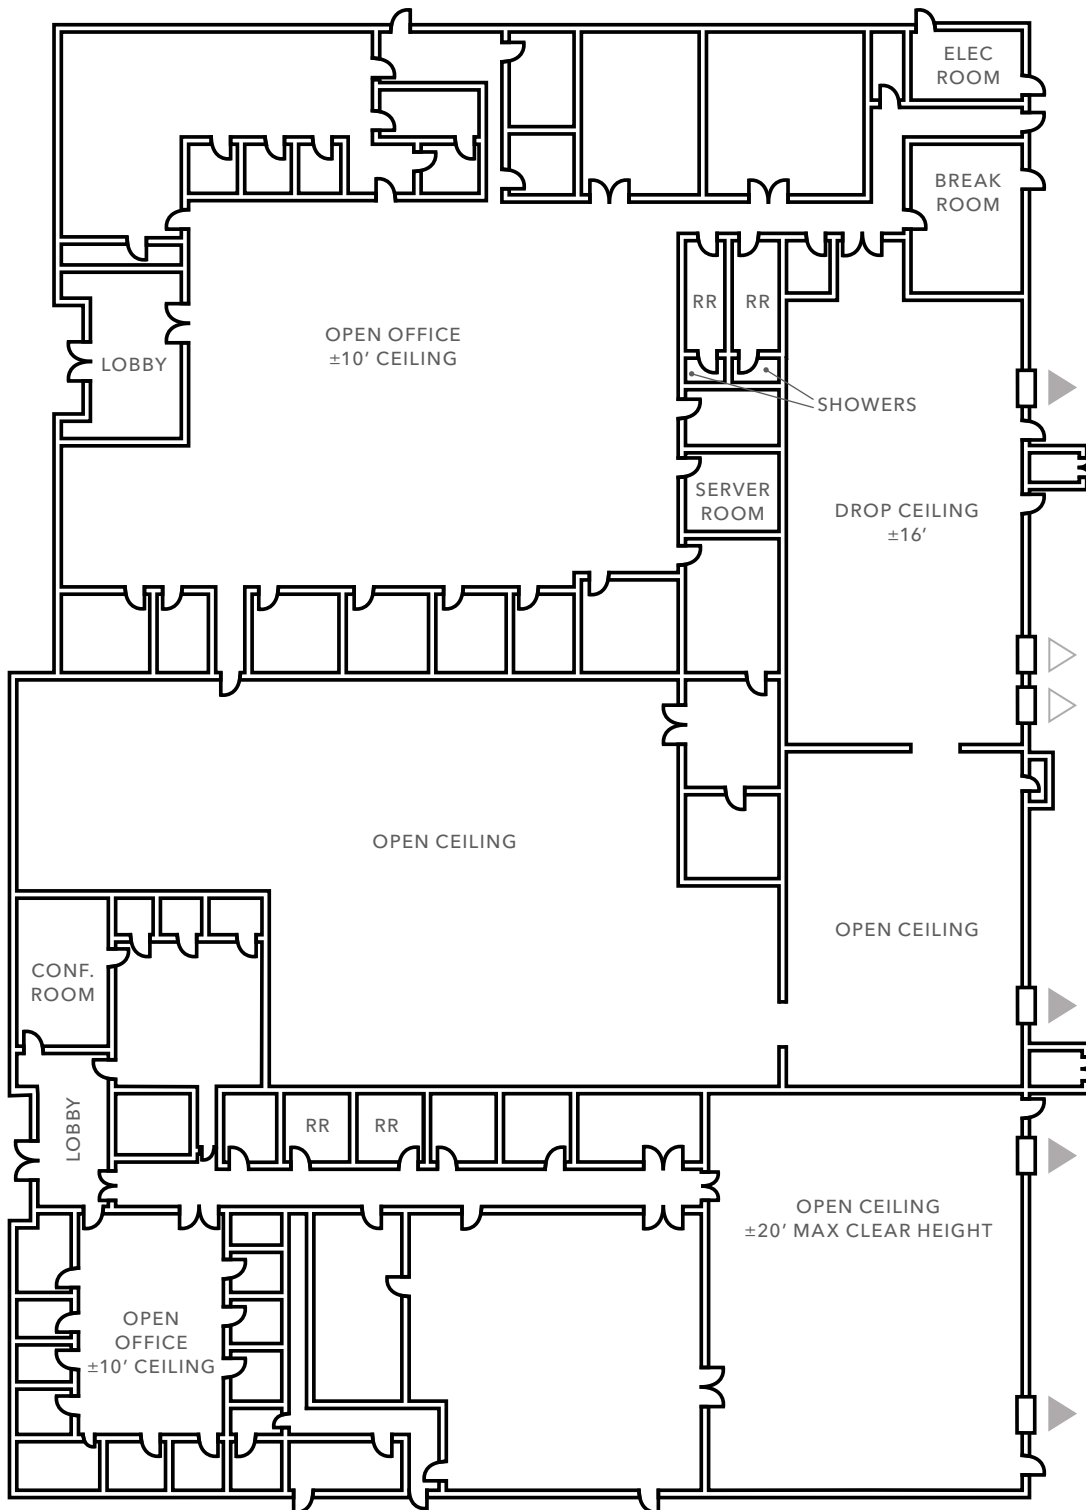 ELEC
ROOM
BREAK
ROOM
RR
RR
OPEN OFFICE
±10’ CEILING
LOBBY
SHOWERS
SERVER
ROOM
DROP CEILING
±16’
OPEN CEILING
OPEN CEILING
CONF.
ROOM
LOBBY
RR
RR
OPEN CEILING
±20’ MAX CLEAR HEIGHT
OPEN
OFFICE
±10’ CEILING